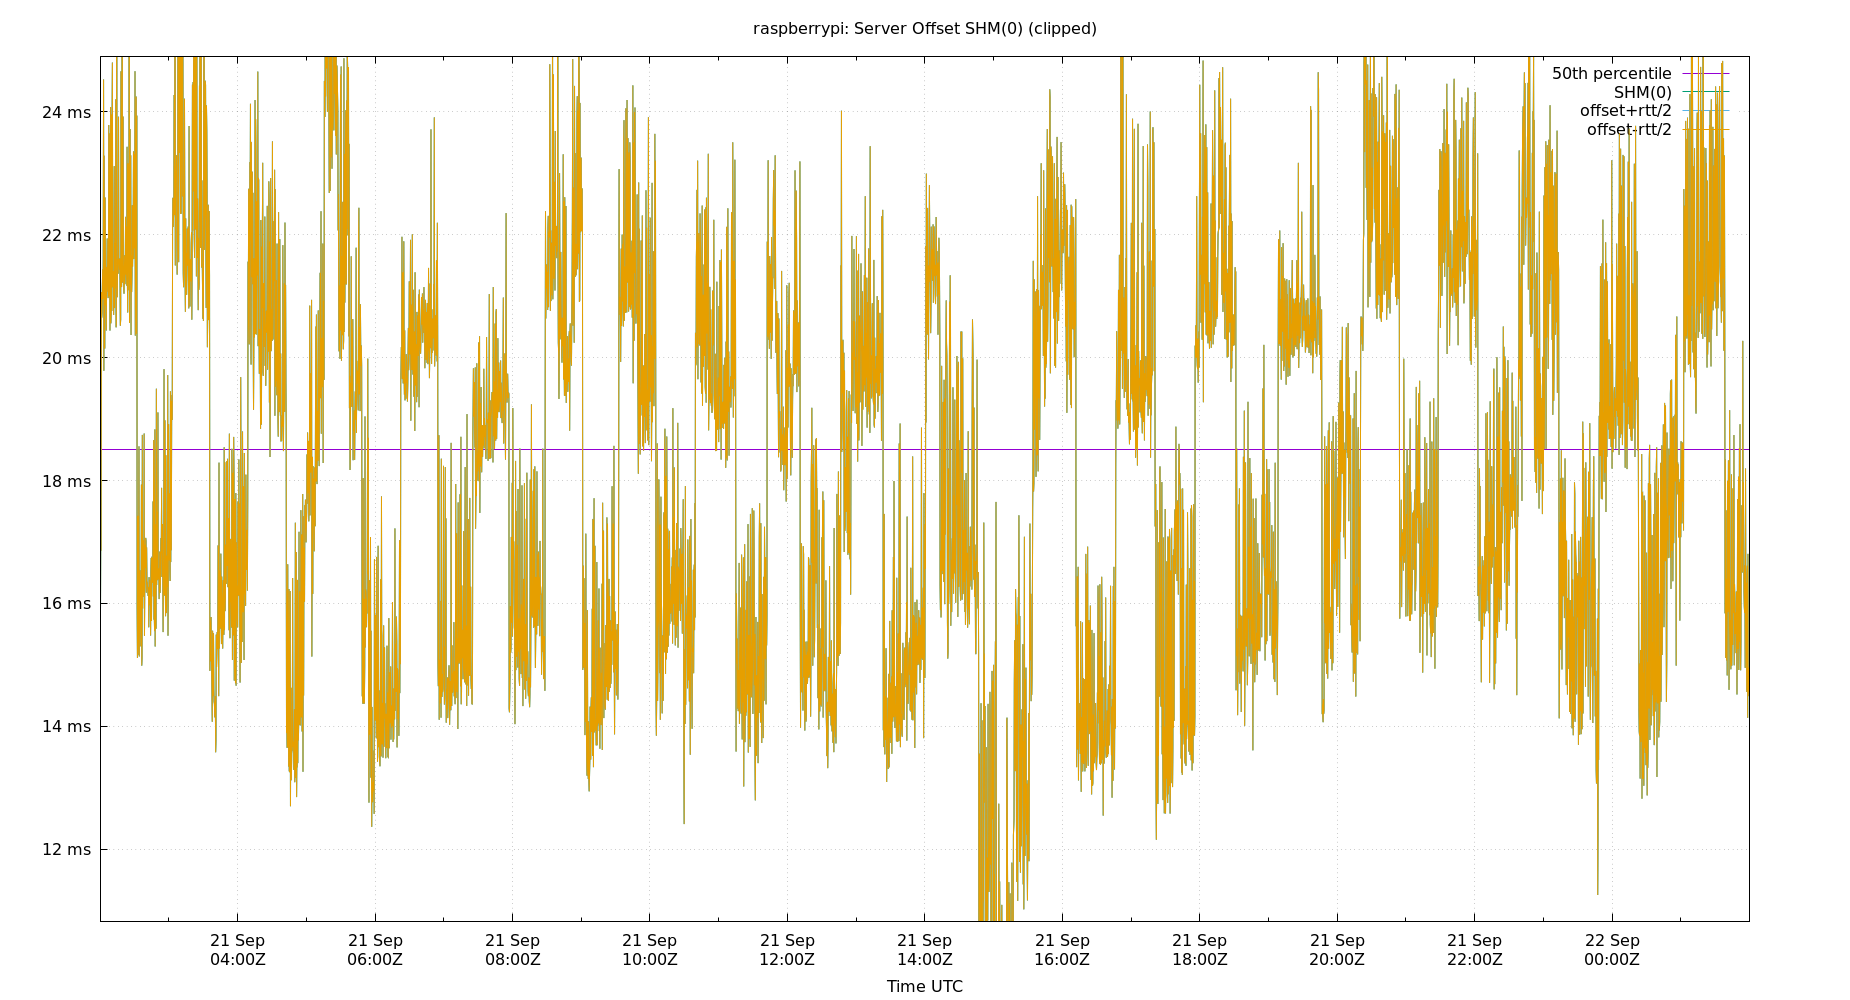 raspberrypi: Server Offset SHM(0) (clipped)
50th percentile
SHM(0)
offset+rtt/2
offset-rtt/2
24 ms
22 ms
20 ms
18 ms
16 ms
14 ms
12 ms
21 Sep 21 Sep 21 Sep 21 Sep 21 Sep 21 Sep 21 Sep 21 Sep 21 Sep 21 Sep 22 Sep
04:00Z 06:00Z 08:00Z 10:00Z 12:00Z 14:00Z 16:00Z 18:00Z 20:00Z 22:00Z 00:00Z
Time UTC